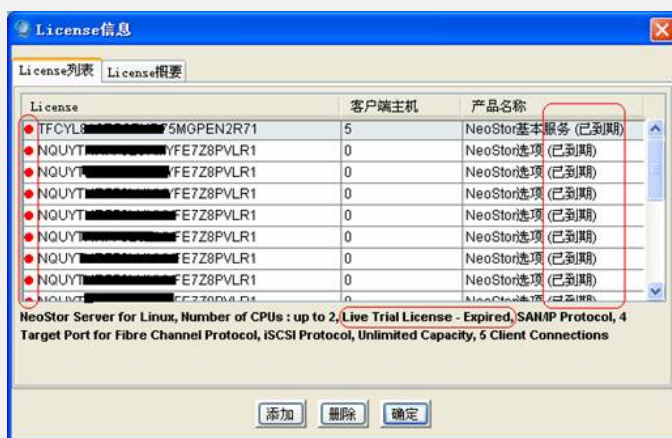 License信息
License列表 License概要
License 客户端主机 产品名称
TFCYL 75MGPEN2R71 5 NeoStor基本服务 (已到期)
NQUYT YFE7Z8PVLR1 0 NeoStor选项 (已到期)
NQUYT YFE7Z8PVLR1 0 NeoStor选项 (已到期)
NQUYT YFE7Z8PVLR1 0 NeoStor选项 (已到期)
NQUYT FE7Z8PVLR1 0 NeoStor选项 (已到期)
NQUYT FE7Z8PVLR1 0 NeoStor选项 (已到期)
NQUYT FE7Z8PVLR1 0 NeoStor选项 (已到期)
NQUYT FE7Z8PVLR1 0 NeoStor选项 (已到期)
NeoStor Server for Linux, Number of CPUs : up to 2, Live Trial License - Expired, SAN/IP Protocol, 4
Target Port for Fibre Channel Protocol, iSCSI Protocol, Unlimited Capacity, 5 Client Connections
添加 删除 确定